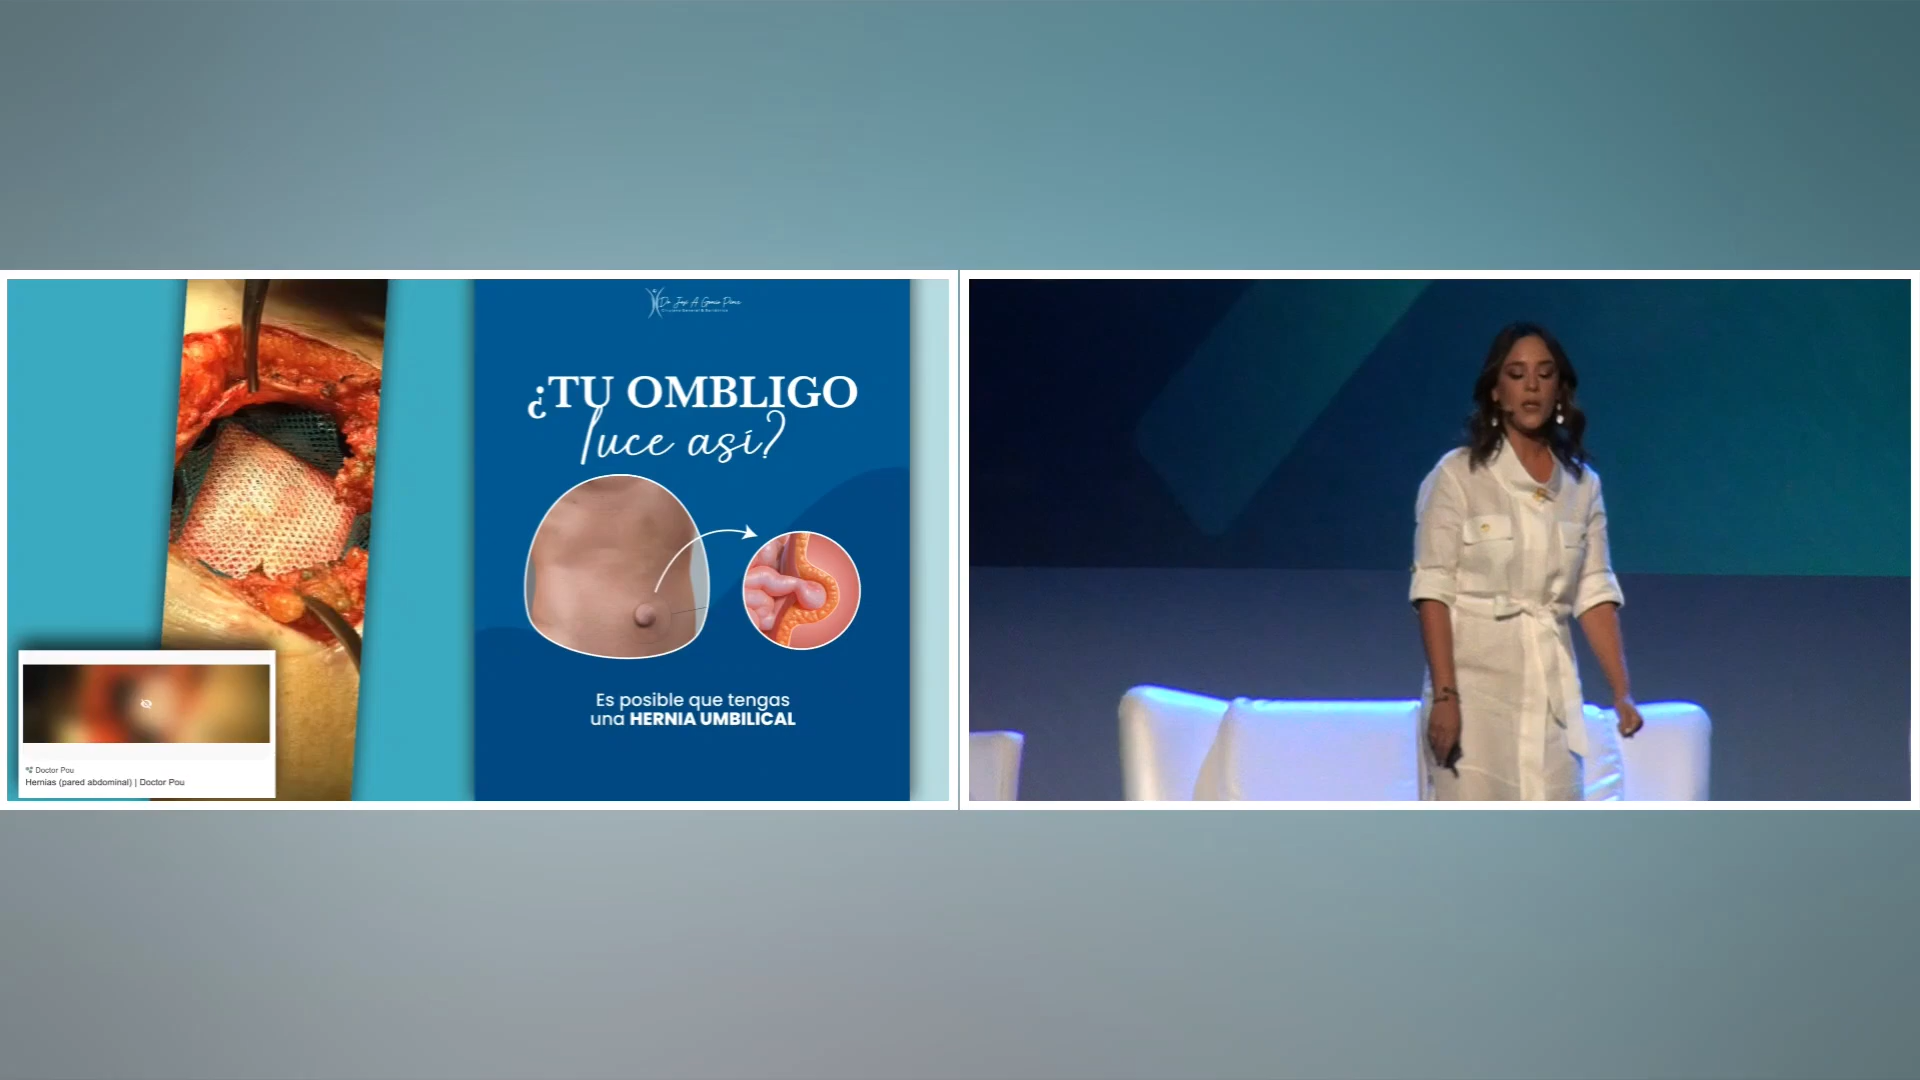 ¿TU OMBLIGO
luce así?
Es posible que tengas
una HERNIA UMBILICAL
Doctor Pou
Hernias (pared abdominal) | Doctor Pou